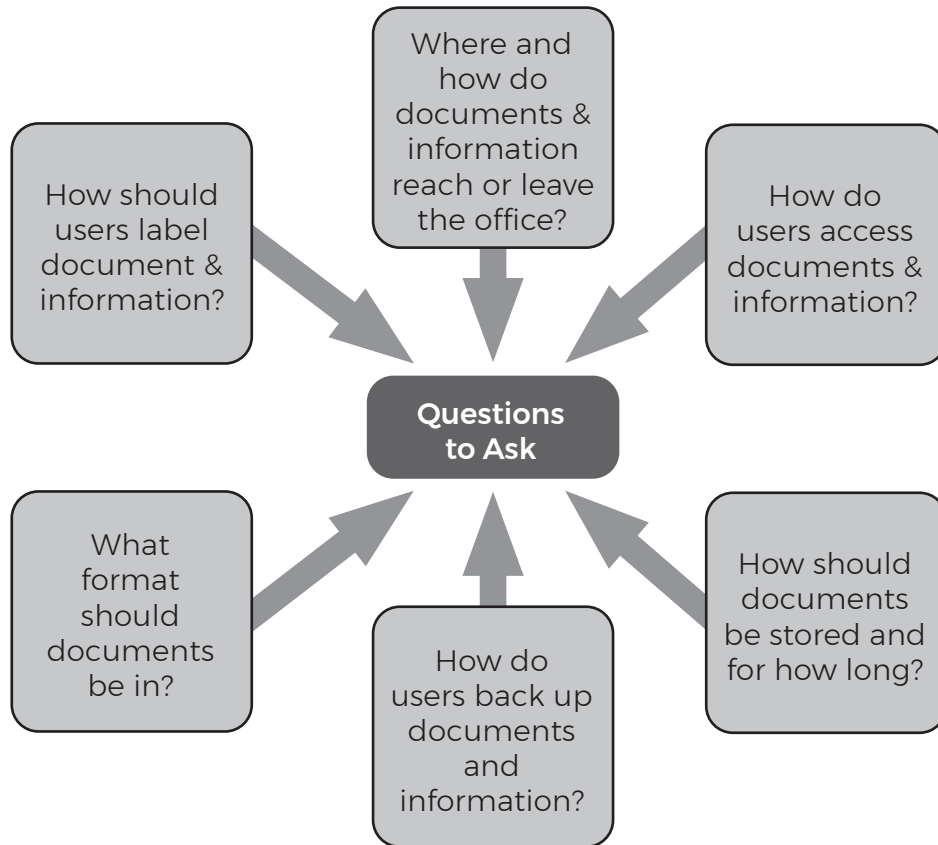 Where and
how do
documents &
information
reach or leave
the office?
How should
users label
document &
information?
How do
users access
documents &
information?
Questions
to Ask
What
format
should
documents
be in?
How do
users back up
documents
and
information?
How should
documents
be stored and
for how long?